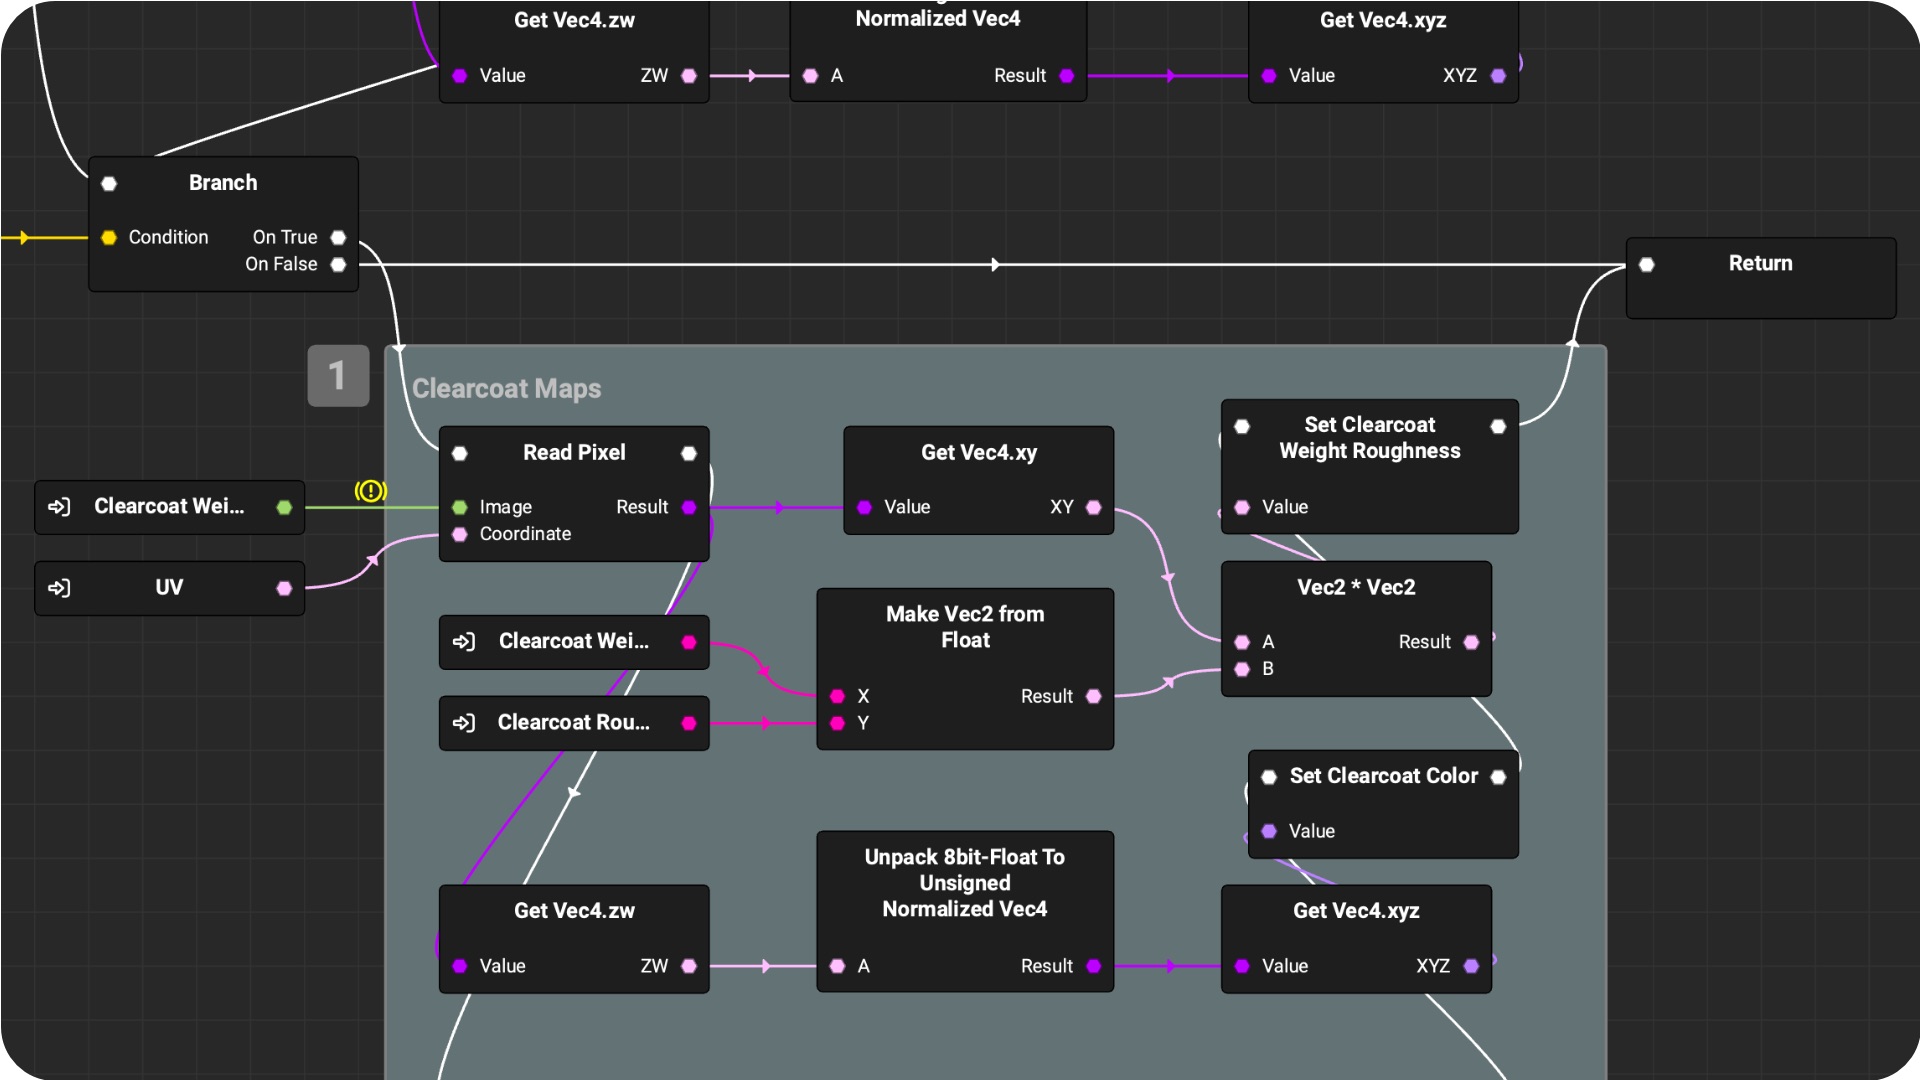 Get Vec4.zw
Value ZW
Normalized Vec4
A Result
Get Vec4.xyz
Value XYZ
Branch
Condition On True
On False
Return
1
Clearcoat Maps
Clearcoat Wei...
UV
Read Pixel
Image Result
Coordinate
Get Vec4.xy
Value XY
Set Clearcoat
Weight Roughness
Value
Clearcoat Wei...
Clearcoat Rou...
Make Vec2 from
Float
X Result
Y
Vec2 * Vec2
A Result
B
Set Clearcoat Color
Value
Get Vec4.zw
Value ZW
Unpack 8bit-Float To
Unsigned
Normalized Vec4
A Result
Get Vec4.xyz
Value XYZ